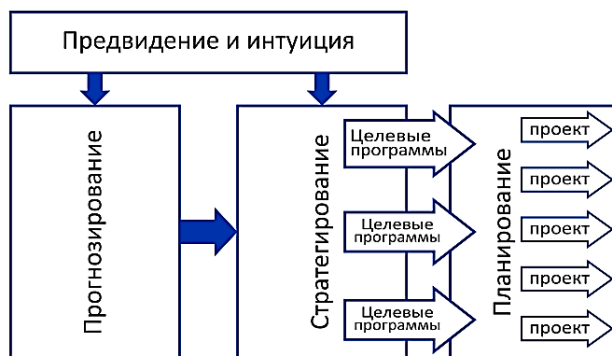 Предвидение и интуиция
Прогнозирование
Стратегирование
Целевые
программы
Целевые
программы
Целевые
программы
Планирование
проект
проект
проект
проект
проект